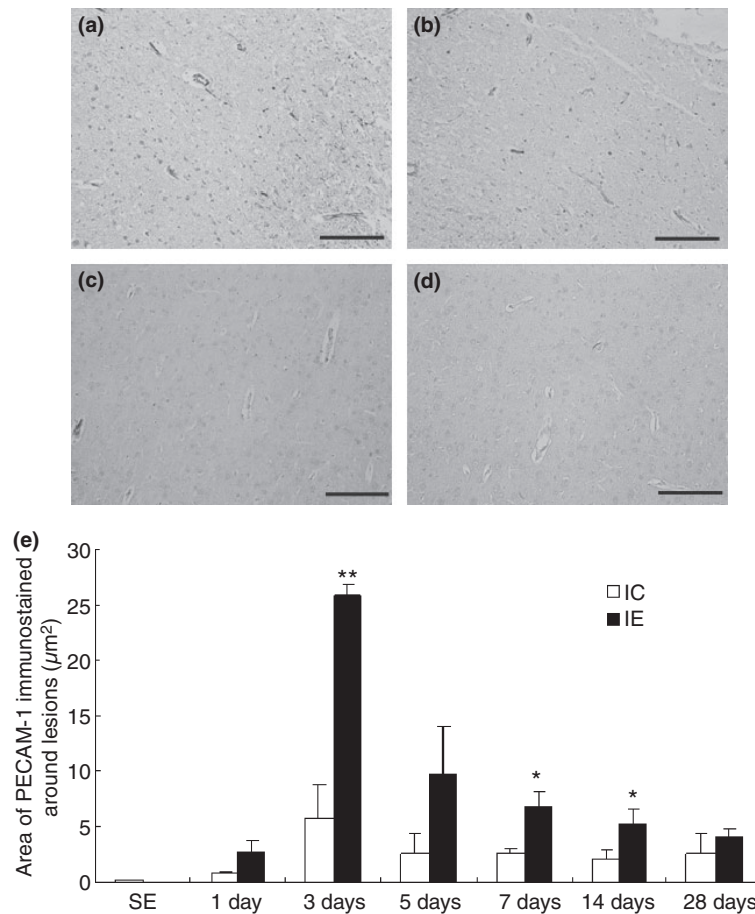 (a)
(b)
(c)
(d)
(e)
Area of PECAM-1 immunostained
around lesions (µm²)
30
25
20
15
10
5
0
**
*
*
IC
IE
SE
1 day
3 days
5 days
7 days
14 days
28 days